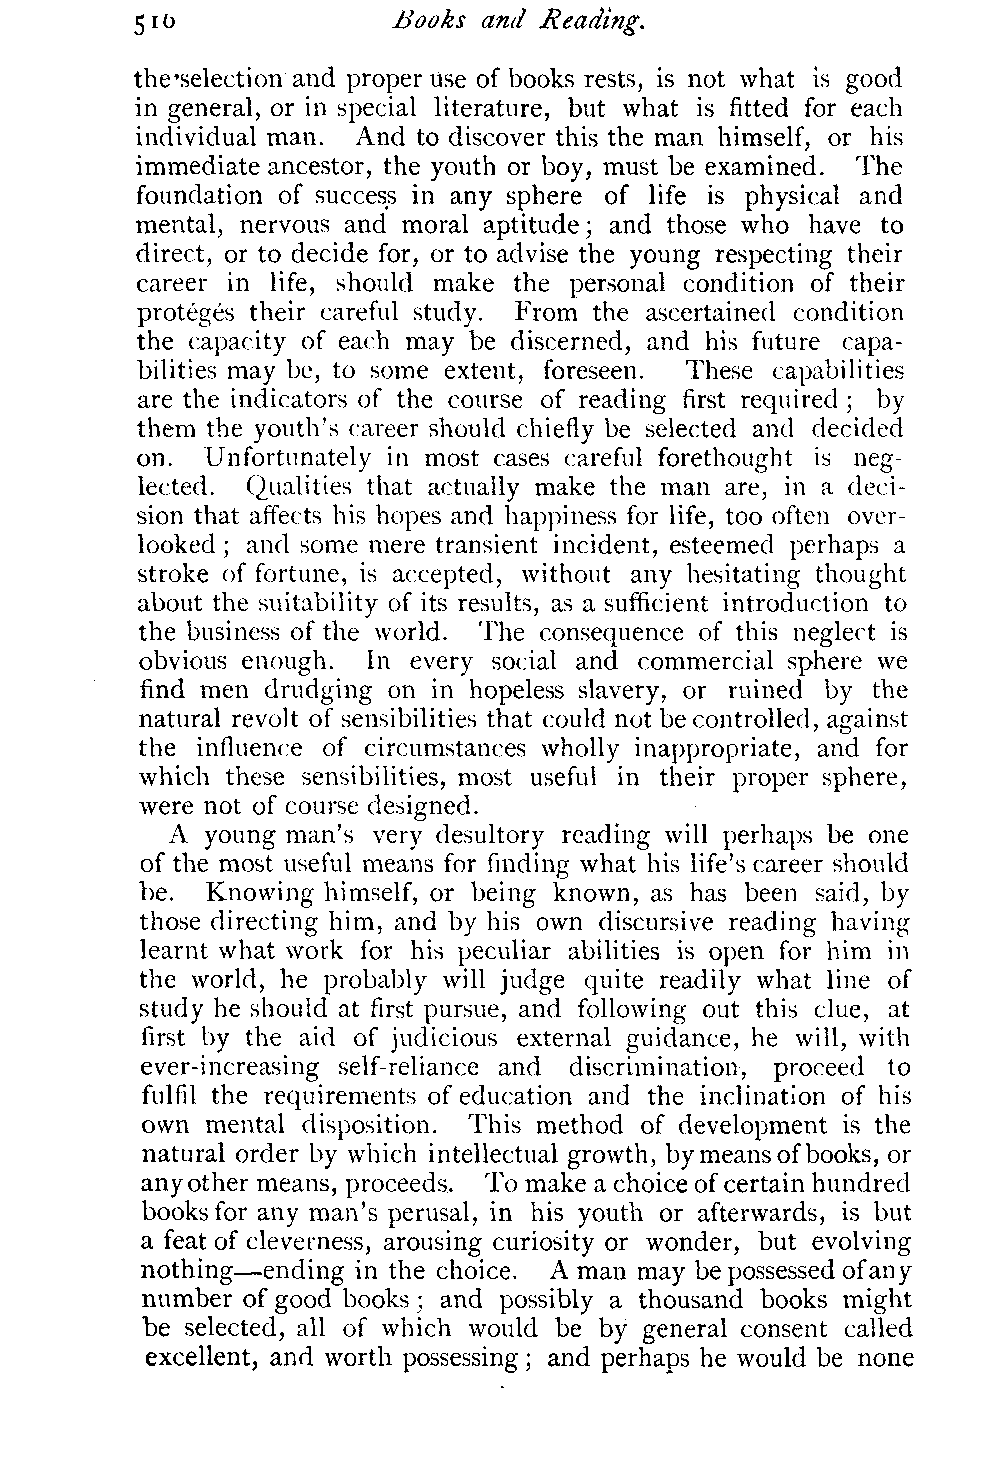 516 Books and Reading.
the selection and proper use of books rests, is not what is good
in general, or in special literature, but what is fitted for each
individual man. And to discover this the man himself, or his
immediate ancestor, the youth or boy, must be examined. The
foundation of success in any sphere of life is physical and
mental, nervous and moral aptitude; and those who have to
direct, or to decide for, or to advise the young respecting their
career in life, should make the personal condition of their
protégés their careful study. From the ascertained condition
the capacity of each may be discerned, and his future capa-
bilities may be, to some extent, foreseen. These capabilities
are the indicators of the course of reading first required; by
them the youth's career should chiefly be selected and decided
on. Unfortunately in most cases careful forethought is neg-
lected. Qualities that actually make the man are, in a deci-
sion that affects his hopes and happiness for life, too often over-
looked; and some mere transient incident, esteemed perhaps a
stroke of fortune, is accepted, without any hesitating thought
about the suitability of its results, as a sufficient introduction to
the business of the world. The consequence of this neglect is
obvious enough. In every social and commercial sphere we
find men drudging on in hopeless slavery, or ruined by the
natural revolt of sensibilities that could not be controlled, against
the influence of circumstances wholly inappropriate, and for
which these sensibilities, most useful in their proper sphere,
were not of course designed.
A young man's very desultory reading will perhaps be one
of the most useful means for finding what his life's career should
be. Knowing himself, or being known, as has been said, by
those directing him, and by his own discursive reading having
learnt what work for his peculiar abilities is open for him in
the world, he probably will judge quite readily what line of
study he should at first pursue, and following out this clue, at
first by the aid of judicious external guidance, he will, with
ever-increasing self-reliance and discrimination, proceed to
fulfil the requirements of education and the inclination of his
own mental disposition. This method of development is the
natural order by which intellectual growth, by means of books, or
any other means, proceeds. To make a choice of certain hundred
books for any man's perusal, in his youth or afterwards, is but
a feat of cleverness, arousing curiosity or wonder, but evolving
nothing—ending in the choice. A man may be possessed of any
number of good books; and possibly a thousand books might
be selected, all of which would be by general consent called
excellent, and worth possessing; and perhaps he would be none